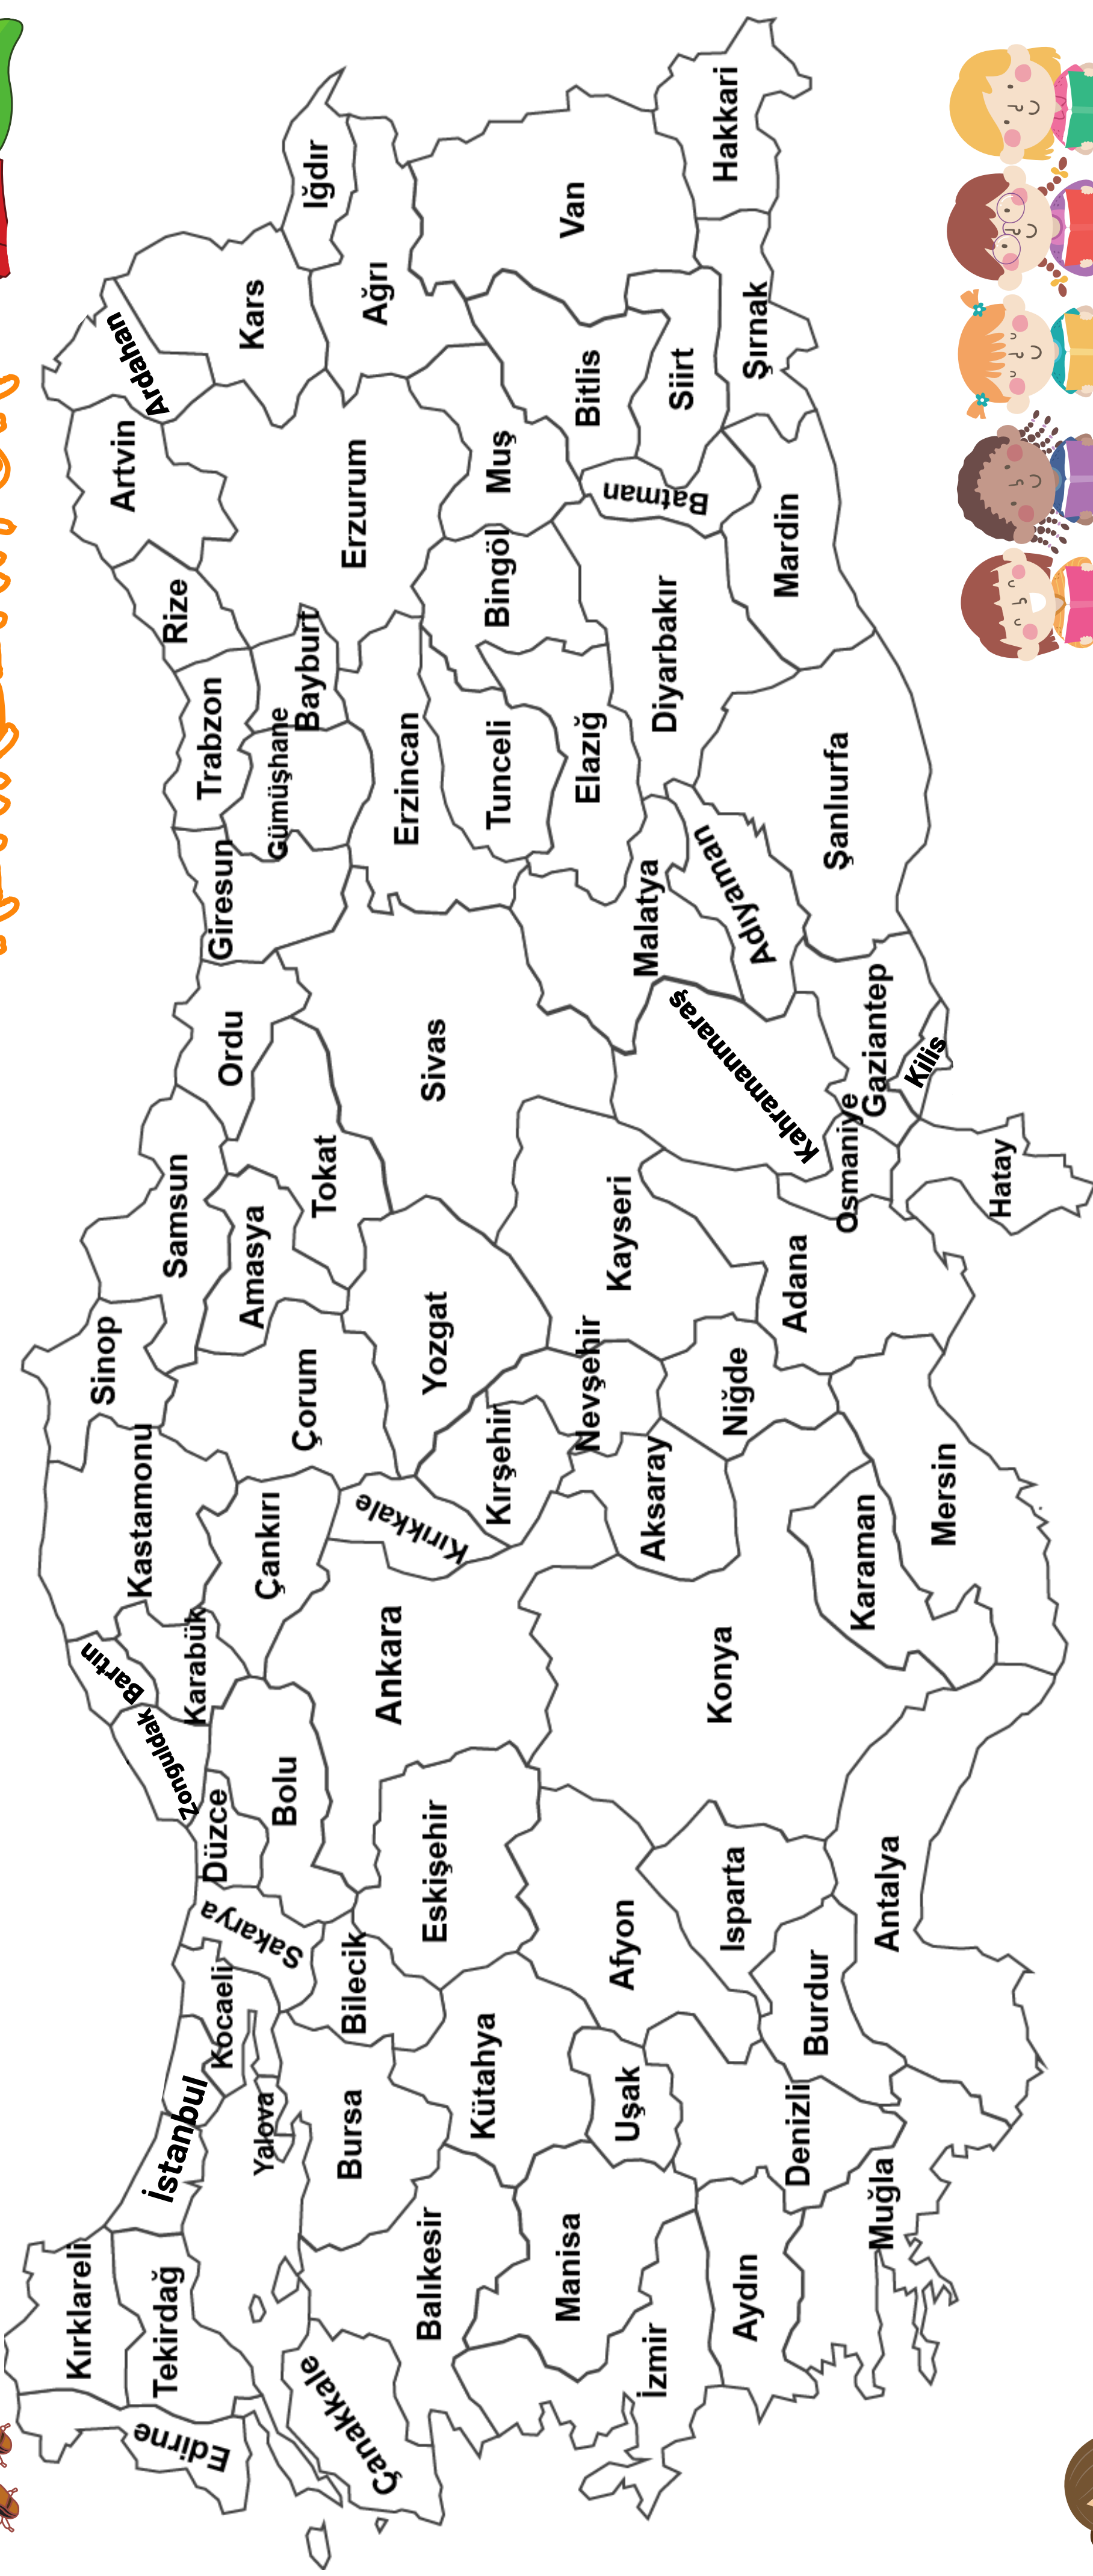 Kırklareli
Edirne
Tekirdağ
İstanbul
Çanakkale
Yalova
Kocaeli
Sakarya
Düzce
Zonguldak
Bartın
Karabük
Kastamonu
Sinop
Samsun
Ordu
Giresun
Trabzon
Rize
Artvin
Ardahan
Balıkesir
Bursa
Bilecik
Bolu
Çankırı
Çorum
Amasya
Tokat
Gümüşhane
Bayburt
Erzurum
Kars
Iğdır
Ağrı
Kütahya
Eskişehir
Ankara
Kırıkkale
Kırşehir
Yozgat
Sivas
Erzincan
Tunceli
Bingöl
Muş
Bitlis
Van
İzmir
Manisa
Uşak
Afyon
Konya
Aksaray
Nevşehir
Niğde
Kayseri
Malatya
Elazığ
Diyarbakır
Batman
Siirt
Şırnak
Hakkari
Aydın
Denizli
Burdur
Isparta
Karaman
Adana
Kahramanmaraş
Adıyaman
Şanlıurfa
Mardin
Muğla
Antalya
Mersin
Osmaniye
Gaziantep
Kilis
Hatay